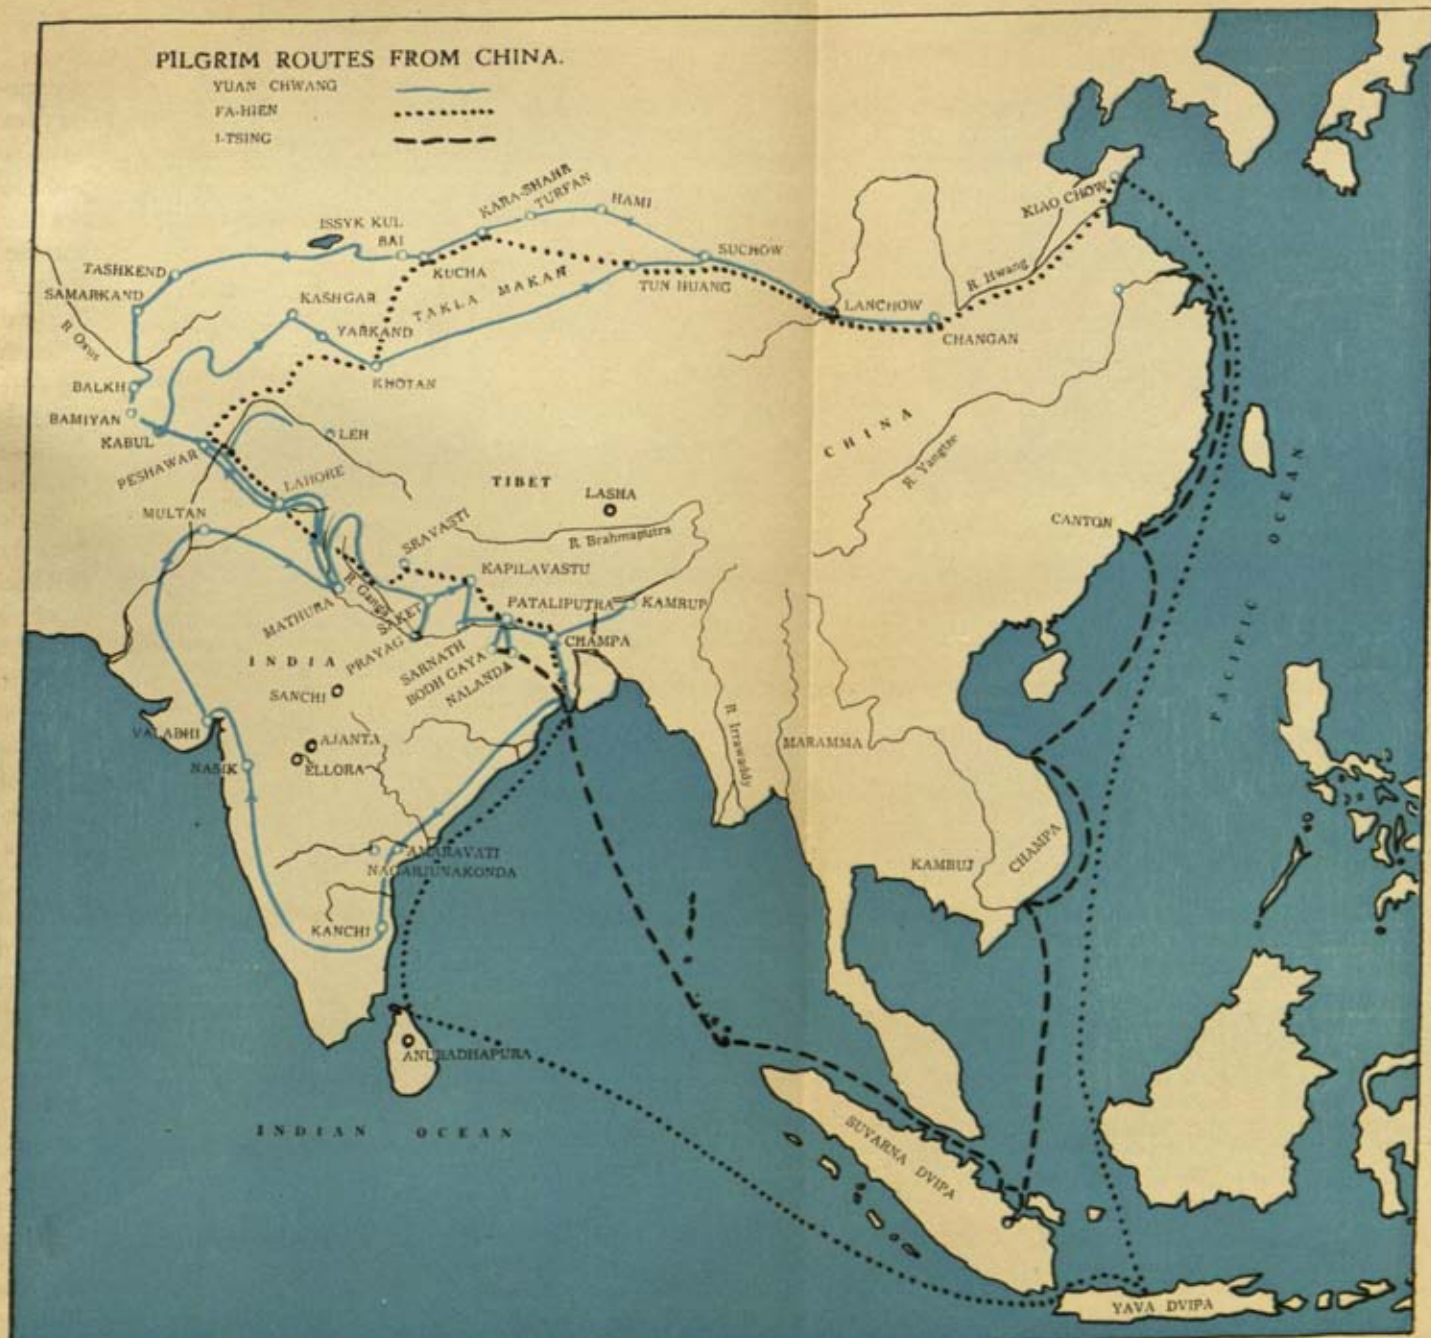 PILGRIM ROUTES FROM CHINA.
YUAN CHWANG
FA-HIEN
I-TSING
KARA-SHAHR
TURFAN
HAMI
KIAO CHOW
ISSYK KUL
BAI
SUCHOW
TASHKEND
KUCHA
TAKLA MAKAN
TUN HUANG
R. Hwang
SAMARKAND
KASHGAR
LANCHOW
R Oxus
YARKAND
CHANGAN
BALKH
KHOTAN
BAMIYAN
CHINA
KABUL
LEH
R. Yangtze
PESHAWAR
LAHORE
TIBET
LASHA
MULTAN
SRAVASTI
R. Brahmaputra
CANTON
PACIFIC OCEAN
KAPILAVASTU
R. Ganga
MATHURA
SAKET
PATALIPUTRA
KAMRUP
PRAYAG
CHAMPA
INDIA
SARNATH
BODH GAYA
NALANDA
SANCHI
VALABHI
AJANTA
R. Irrawaddy
MARAMMA
NASIK
ELLORA
AMARAVATI
NAGARJUNAKONDA
KAMBUJ
CHAMPA
KANCHI
ANURADHAPURA
INDIAN OCEAN
SUVARNA DVIPA
YAVA DVIPA